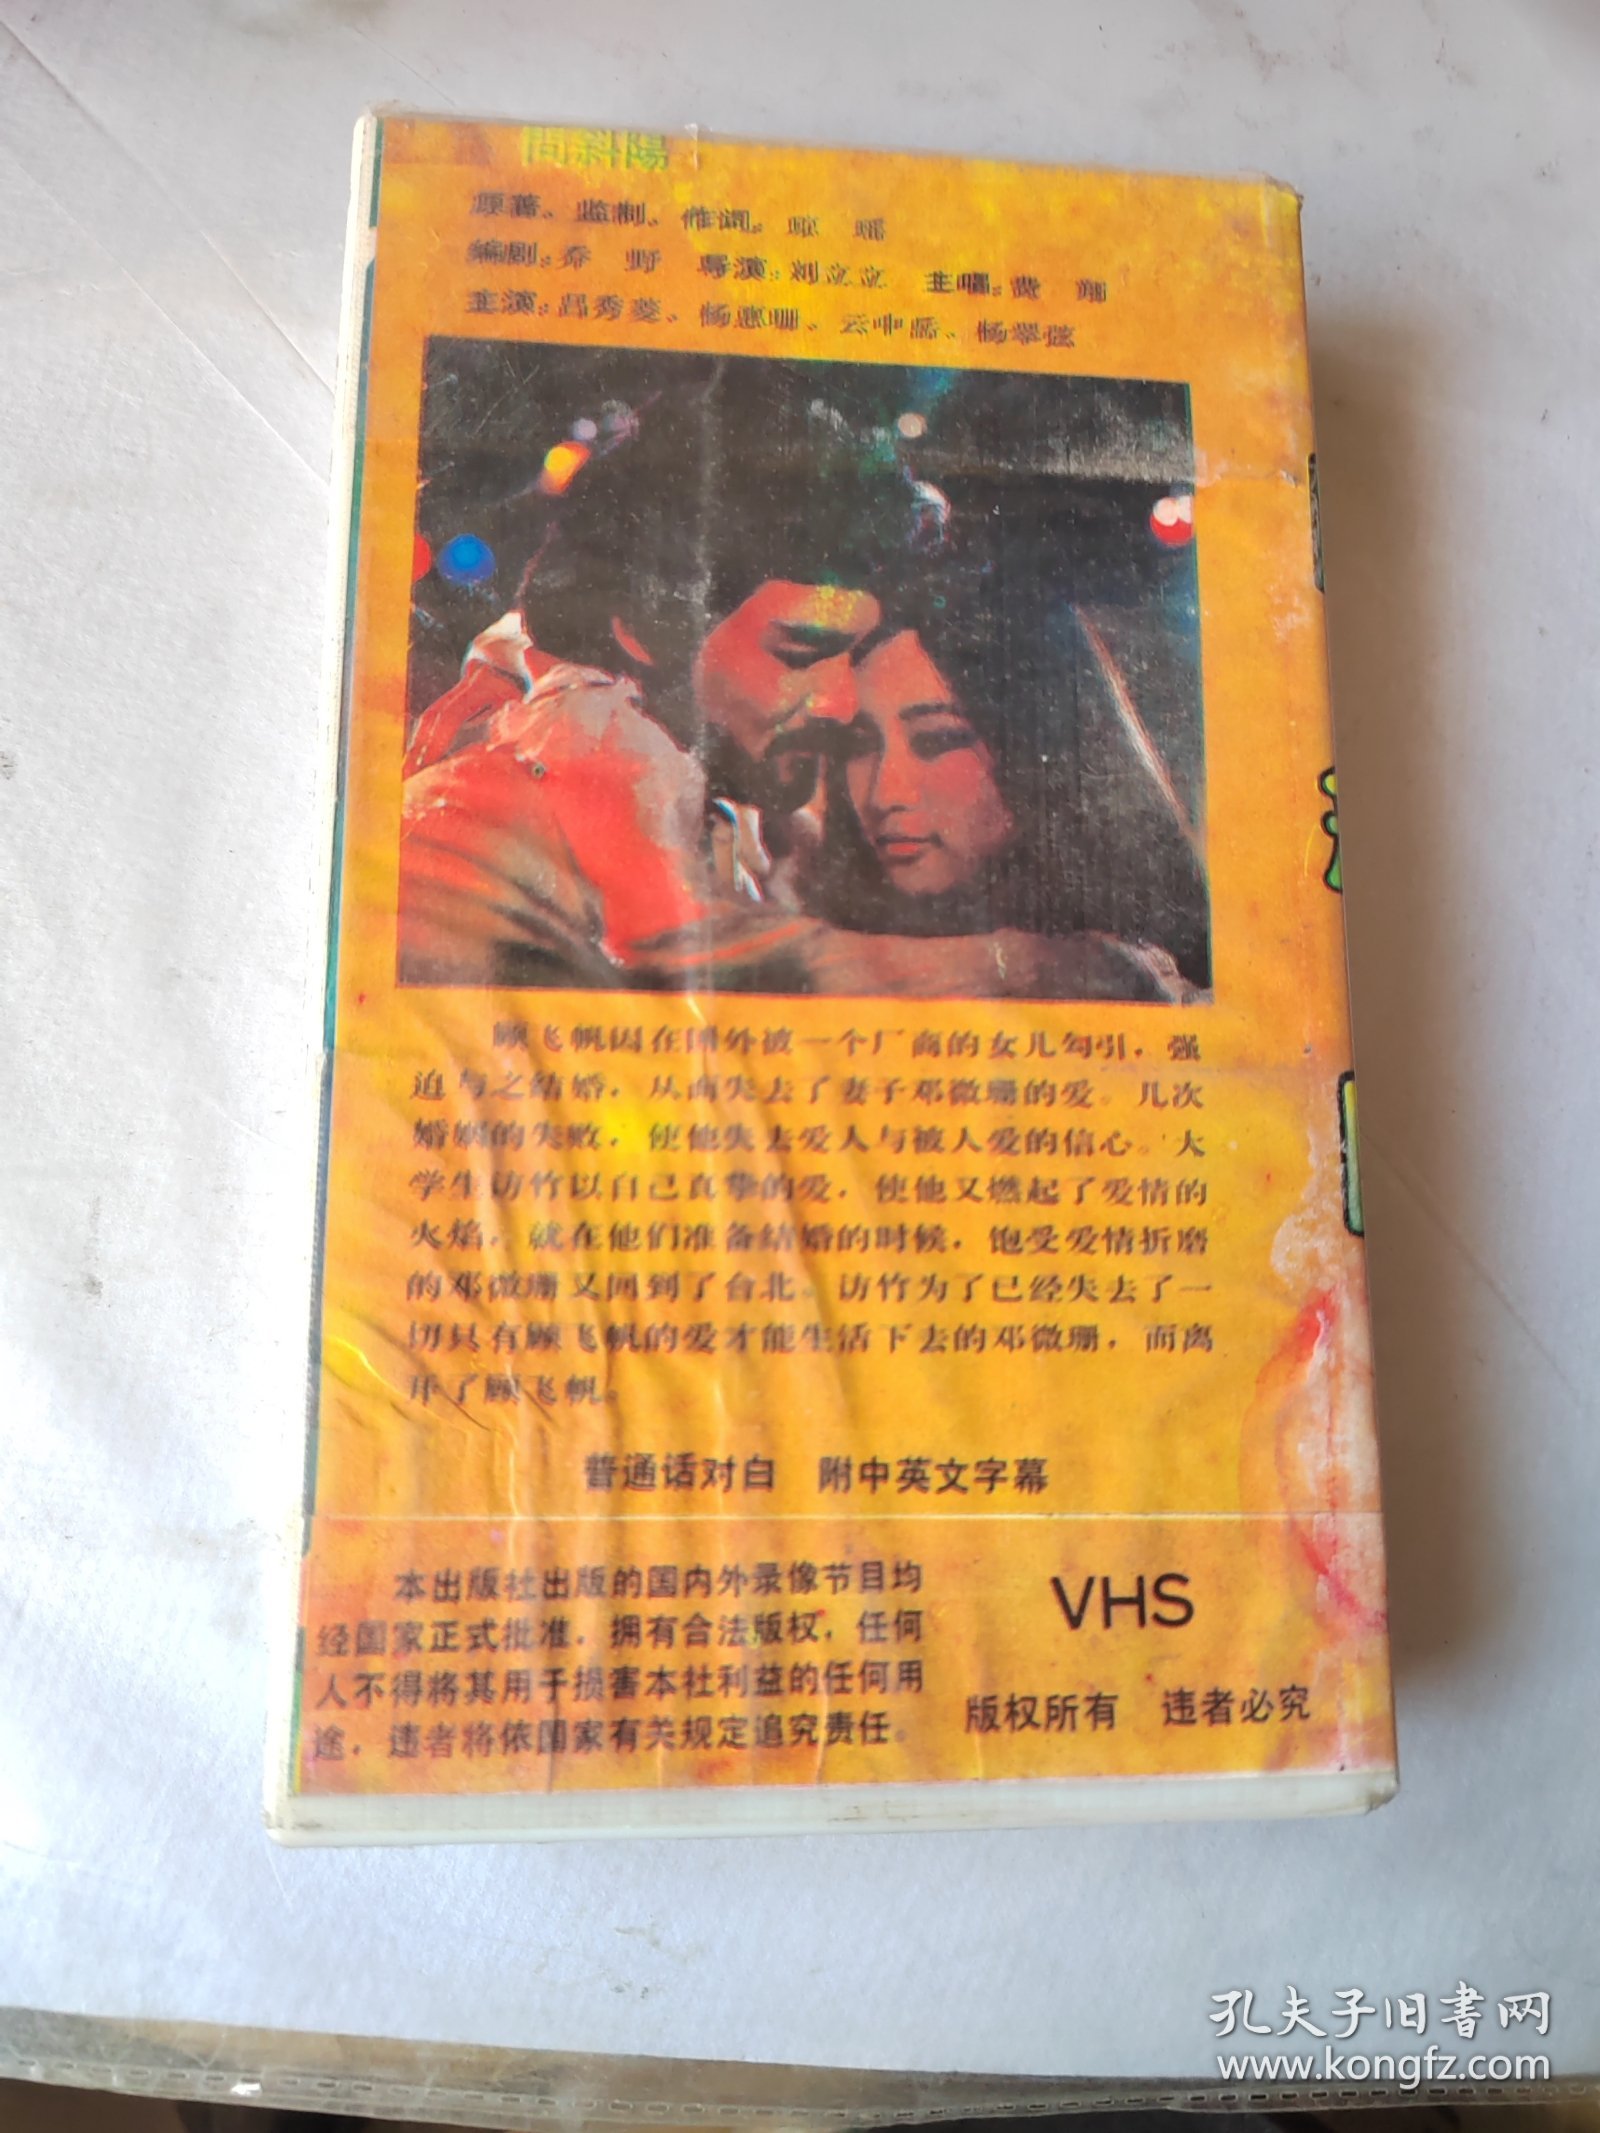 問斜陽
原著、监制、作词：琼 瑶
编剧：乔 野 导演：刘立立 主唱：费 翔
主演：吕秀菱、杨惠珊、云中岳、杨翠弦
顾飞帆因在国外被一个厂商的女儿勾引，强
迫与之结婚，从而失去了妻子邓微珊的爱。几次
婚姻的失败，使他失去爱人与被人爱的信心。大
学生访竹以自己真挚的爱，使他又燃起了爱情的
火焰，就在他们准备结婚的时候，饱受爱情折磨
的邓微珊又回到了台北。访竹为了已经失去了一
切只有顾飞帆的爱才能生活下去的邓微珊，而离
开了顾飞帆。
普通话对白 附中英文字幕
本出版社出版的国内外录像节目均
经国家正式批准，拥有合法版权，任何
人不得将其用于损害本社利益的任何用
途，违者将依国家有关规定追究责任。
VHS
版权所有 违者必究
孔夫子旧书网
www.kongfz.com